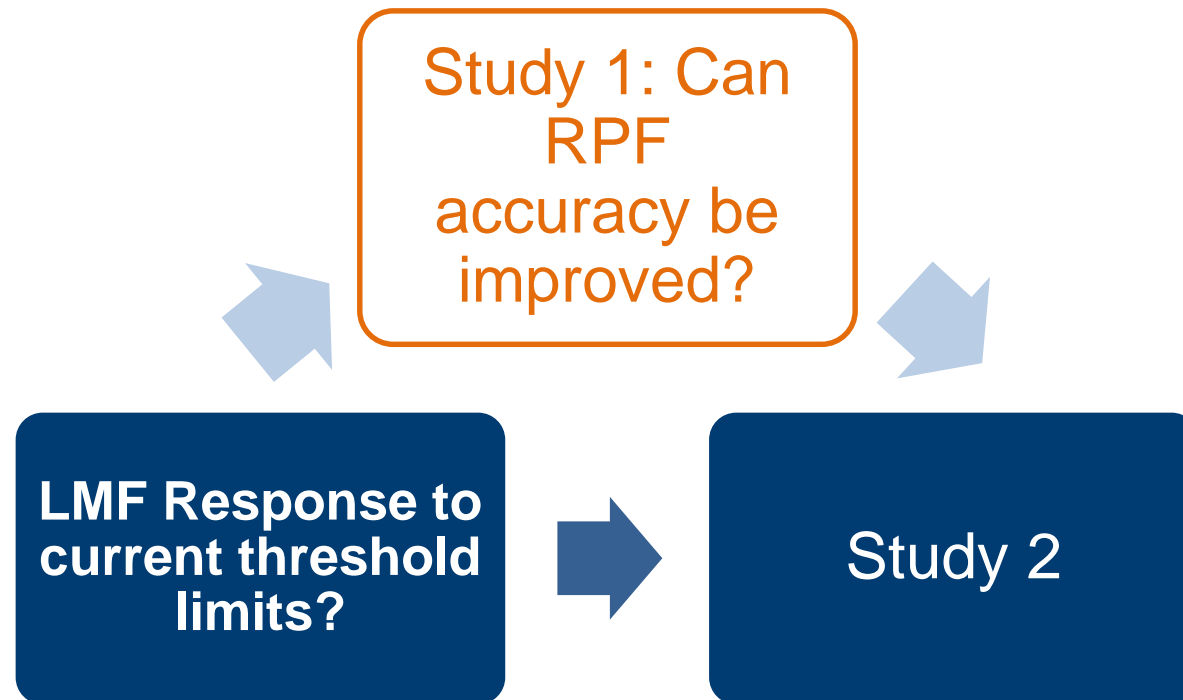 Study 1: Can
RPF
accuracy be
improved?
LMF Response to
current threshold
limits?
Study 2